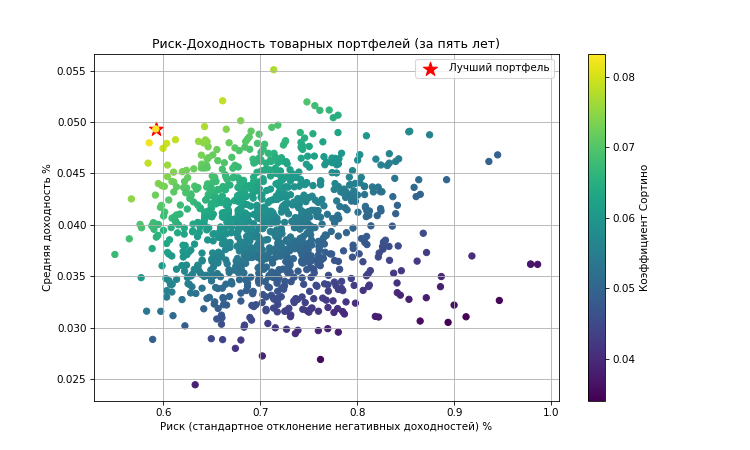 Риск-Доходность товарных портфелей (за пять лет)
Лучший портфель
Средняя доходность %
0.055
0.050
0.045
0.040
0.035
0.030
0.025
0.6 0.7 0.8 0.9 1.0
Риск (стандартное отклонение негативных доходностей) %
0.08
0.07
0.06
0.05
0.04
Коэффициент Сортино